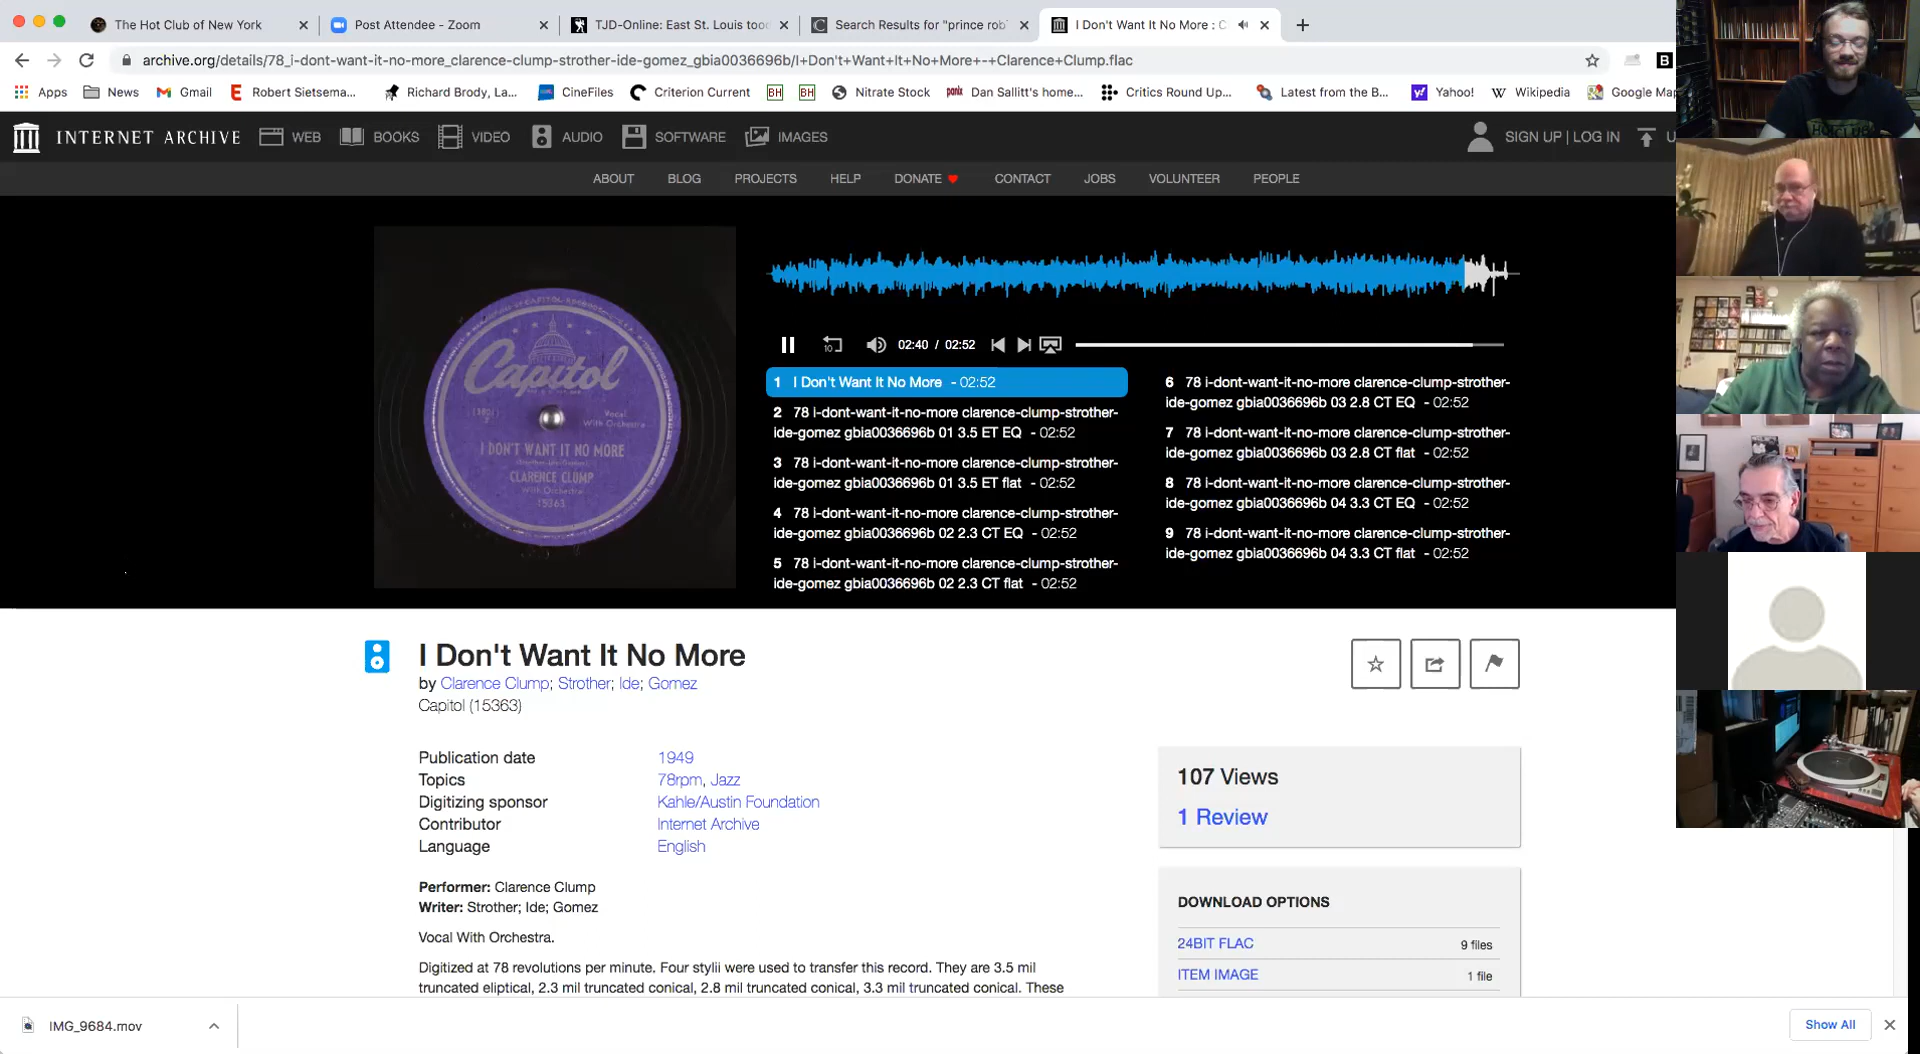 The Hot Club of New York
Post Attendee - Zoom
TJD-Online: East St. Louis tooc
Search Results for "prince rob
I Don't Want It No More : C
archive.org/details/78_i-dont-want-it-no-more_clarence-clump-strother-ide-gomez_gbia0036696b/I+Don't+Want+It+No+More+-+Clarence+Clump.flac
Apps
News
Gmail
Robert Sietsema...
Richard Brody, La...
CineFiles
Criterion Current
BH
BH
Nitrate Stock
Dan Sallitt's home...
Critics Round Up...
Latest from the B...
Yahoo!
Wikipedia
Google Map
INTERNET ARCHIVE
WEB
BOOKS
VIDEO
AUDIO
SOFTWARE
IMAGES
SIGN UP | LOG IN
U
ABOUT
BLOG
PROJECTS
HELP
DONATE
CONTACT
JOBS
VOLUNTEER
PEOPLE
Capitol
Vocal
With Orchestra
I DON'T WANT IT NO MORE
CLARENCE CLUMP
With Orchestra
15363
02:40 / 02:52
1 I Don't Want It No More - 02:52
2 78 i-dont-want-it-no-more clarence-clump-strother-
ide-gomez gbia0036696b 01 3.5 ET EQ - 02:52
3 78 i-dont-want-it-no-more clarence-clump-strother-
ide-gomez gbia0036696b 01 3.5 ET flat - 02:52
4 78 i-dont-want-it-no-more clarence-clump-strother-
ide-gomez gbia0036696b 02 2.3 CT EQ - 02:52
5 78 i-dont-want-it-no-more clarence-clump-strother-
ide-gomez gbia0036696b 02 2.3 CT flat - 02:52
6 78 i-dont-want-it-no-more clarence-clump-strother-
ide-gomez gbia0036696b 03 2.8 CT EQ - 02:52
7 78 i-dont-want-it-no-more clarence-clump-strother-
ide-gomez gbia0036696b 03 2.8 CT flat - 02:52
8 78 i-dont-want-it-no-more clarence-clump-strother-
ide-gomez gbia0036696b 04 3.3 CT EQ - 02:52
9 78 i-dont-want-it-no-more clarence-clump-strother-
ide-gomez gbia0036696b 04 3.3 CT flat - 02:52
I Don't Want It No More
by Clarence Clump; Strother; Ide; Gomez
Capitol (15363)
Publication date 1949
Topics 78rpm, Jazz
Digitizing sponsor Kahle/Austin Foundation
Contributor Internet Archive
Language English
Performer: Clarence Clump
Writer: Strother; Ide; Gomez
Vocal With Orchestra.
Digitized at 78 revolutions per minute. Four stylii were used to transfer this record. They are 3.5 mil
truncated eliptical, 2.3 mil truncated conical, 2.8 mil truncated conical, 3.3 mil truncated conical. These
107 Views
1 Review
DOWNLOAD OPTIONS
24BIT FLAC 9 files
ITEM IMAGE 1 file
IMG_9684.mov
Show All